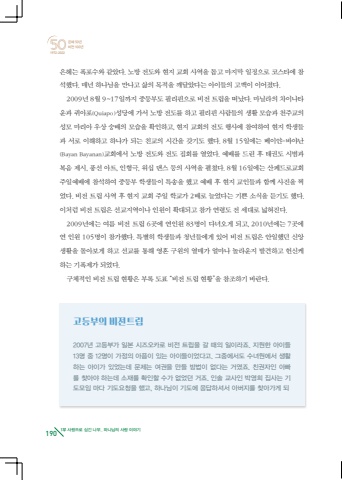 50
은혜는 폭포수와 같았다. 노방 전도와 현지 교회 사역을 돕고 마지막 일정으로 코스타에 참
석했다. 매년 하나님을 만나고 삶의 목적을 깨달았다는 아이들의 고백이 이어졌다.
2009년 8월 9~17일까지 중등부도 필리핀으로 비전 트립을 떠났다. 마닐라의 차이나타
운과 퀴아포(Quiapo)성당에 가서 노방 전도를 하고 필리핀 사람들의 생활 모습과 천주교의
성모 마리아 우상 숭배의 모습을 확인하고, 현지 교회의 전도 행사에 참여하며 현지 학생들
과 서로 이해하고 하나가 되는 친교의 시간을 갖기도 했다. 8월 15일에는 빠이안-바이얀
(Bayan Bayanan)교회에서 노방 전도와 전도 집회를 열었다. 예배를 드린 후 태권도 시범과
복음 제시, 풍선 아트, 인형극, 워십 댄스 등의 사역을 펼쳤다. 8월 16일에는 산페드로교회
주일예배에 참석하여 중등부 학생들이 특송을 했고 예배 후 현지 교인들과 함께 사진을 찍
었다. 비전 트립 사역 후 현지 교회 주일 학교가 2배로 늘었다는 기쁜 소식을 듣기도 했다.
이처럼 비전 트립은 선교지역이나 인원이 확대되고 참가 연령도 전 세대로 넓혀진다.
2009년에는 여름 비전 트립 6곳에 연인원 83명이 다녀오게 되고, 2010년에는 7곳에
연 인원 105명이 참가했다. 특별히 학생들과 청년들에게 있어 비전 트립은 안일했던 신앙
생활을 돌아보게 하고 선교를 통해 영혼 구원의 열매가 얼마나 놀라운지 발견하고 헌신케
하는 기폭제가 되었다.
구체적인 비전 트립 현황은 부록 도표 “비전 트립 현황”을 참조하기 바란다.
고등부의 비젼트립
2007년 고등부가 일본 시즈오카로 비전 트립을 갈 때의 일이라죠, 지원한 아이들
13명 중 12명이 가정의 아픔이 있는 아이들이었다고, 그중에서도 수녀원에서 생활
하는 아이가 있었는데 문제는 여권을 만들 방법이 없다는 거였죠, 친권자인 아빠
를 찾아야 하는데 소재를 확인할 수가 없었던 거죠, 인솔 교사인 박영희 집사는 기
도모임 때마다 기도요청을 했고, 하나님이 기도에 응답하셔서 아버지를 찾아가게 되
190
1부 사랑으로 심긴 나무, 하나님의 사람 이야기